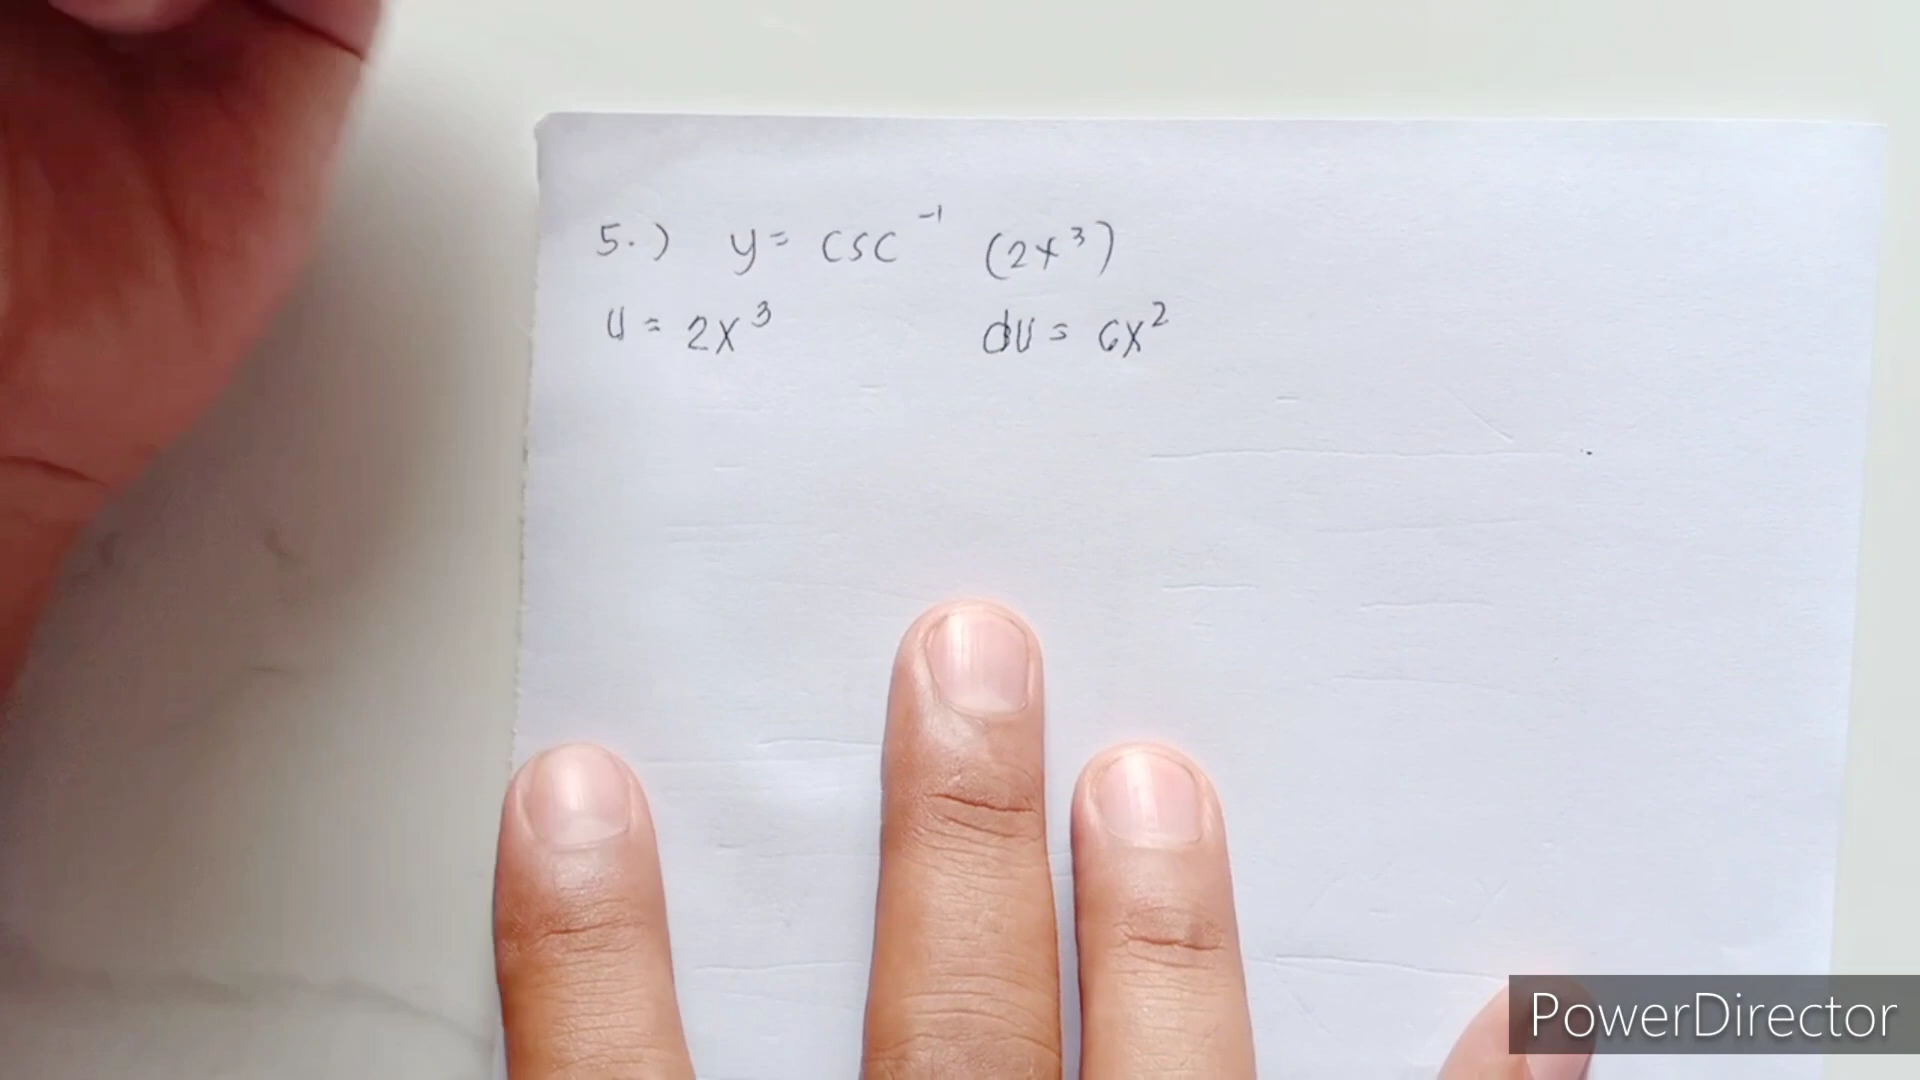 5.) y = csc⁻¹ (2x³)
u = 2x³ du = 6x²
PowerDirector